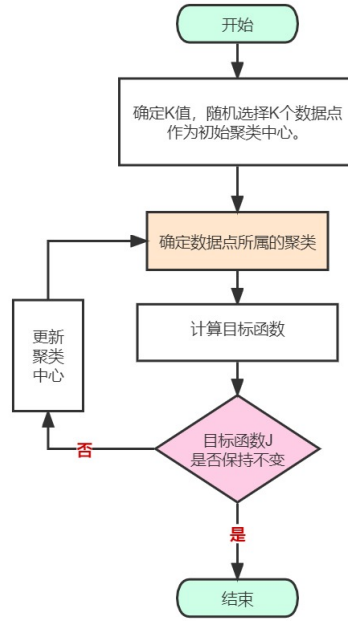 开始
确定K值，随机选择K个数据点
作为初始聚类中心。
确定数据点所属的聚类
计算目标函数
更新
聚类
中心
目标函数J
是否保持不变
否
是
结束